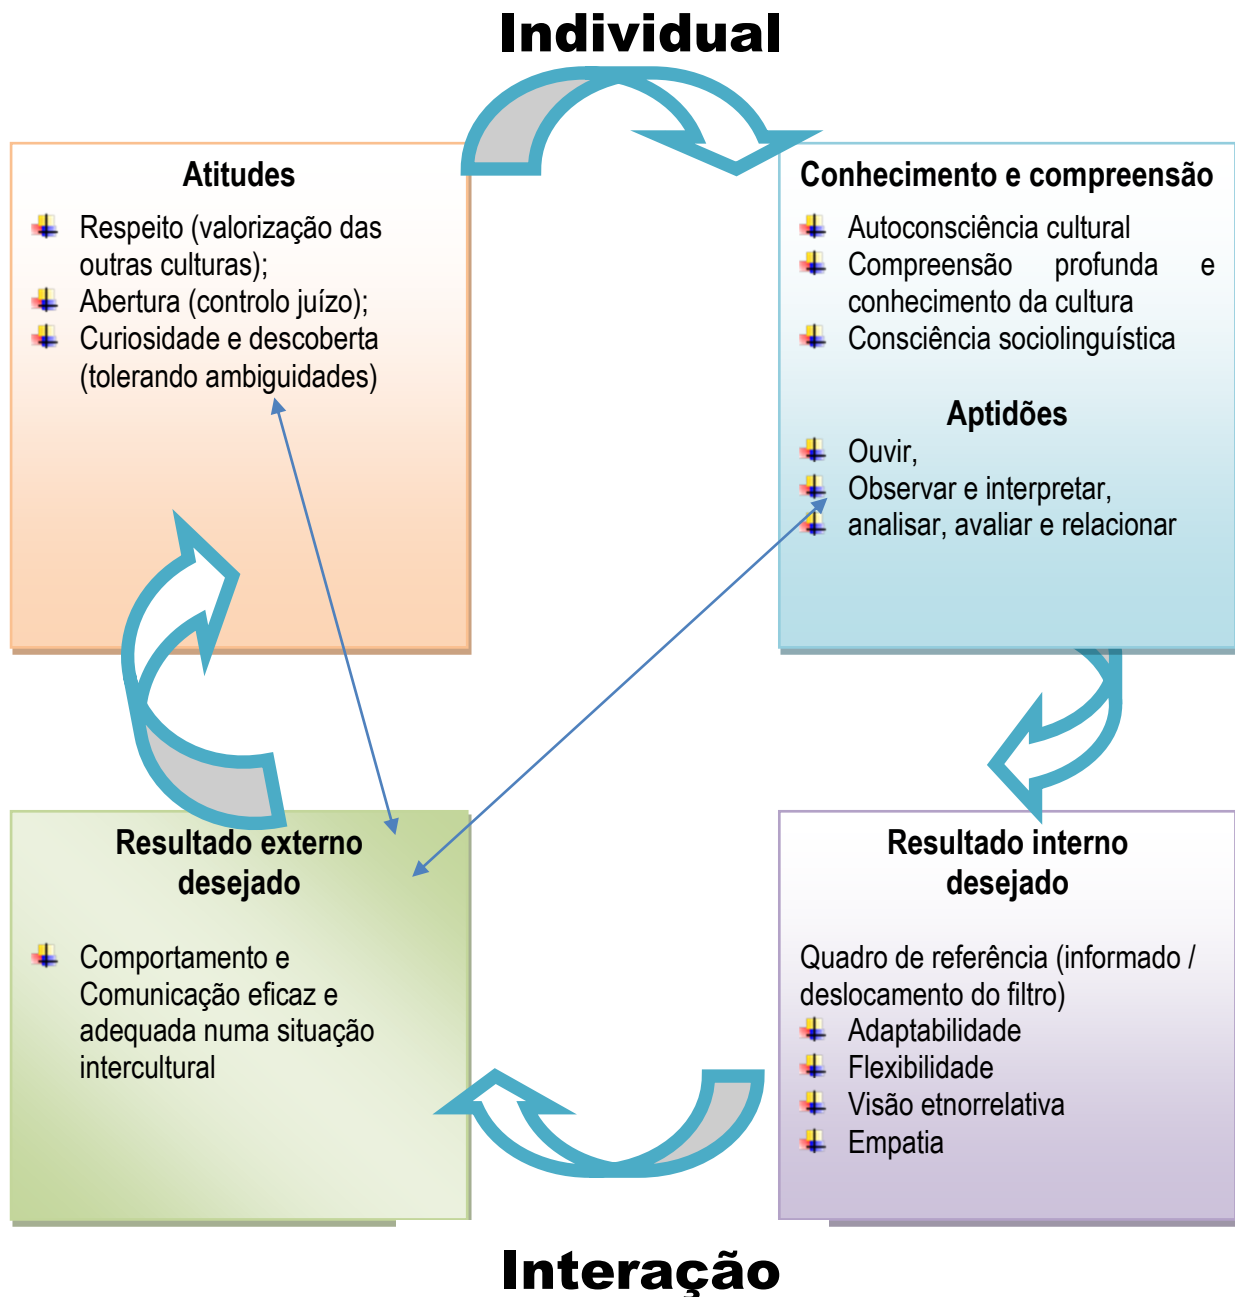 Individual
Atitudes
Respeito (valorização das
outras culturas);
Abertura (controlo juízo);
Curiosidade e descoberta
(tolerando ambiguidades)
Conhecimento e compreensão
Autoconsciência cultural
Compreensão profunda e
conhecimento da cultura
Consciência sociolinguística
Aptidões
Ouvir,
Observar e interpretar,
analisar, avaliar e relacionar
Resultado externo
desejado
Comportamento e
Comunicação eficaz e
adequada numa situação
intercultural
Resultado interno
desejado
Quadro de referência (informado /
deslocamento do filtro)
Adaptabilidade
Flexibilidade
Visão etnorrelativa
Empatia
Interação